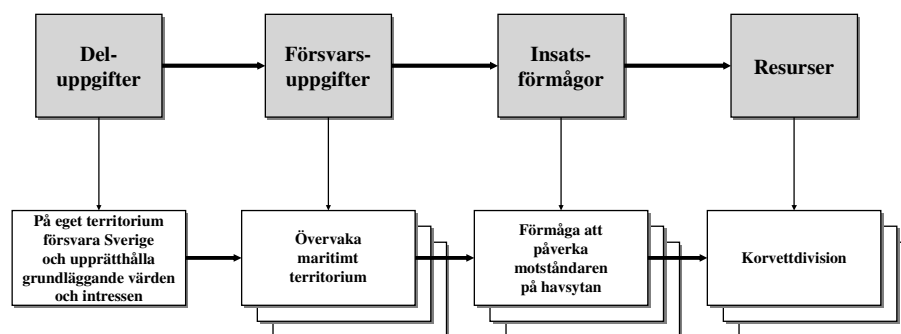 Del-
uppgifter
Försvars-
uppgifter
Insats-
förmågor
Resurser
På eget territorium
försvara Sverige
och upprätthålla
grundläggande värden
och intressen
Övervaka
maritimt
territorium
Förmåga att
påverka
motståndaren
på havsytan
Korvettdivision